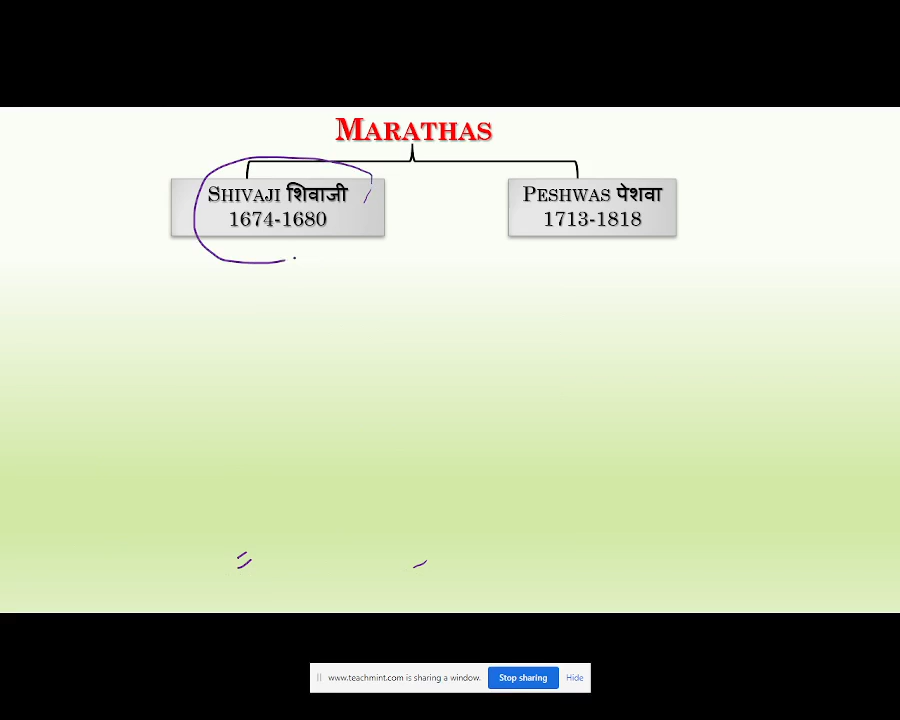 MARATHAS
SHIVAJI शिवाजी
1674-1680
PESHWAS पेशवा
1713-1818
www.teachmint.com is sharing a window.
Stop sharing
Hide